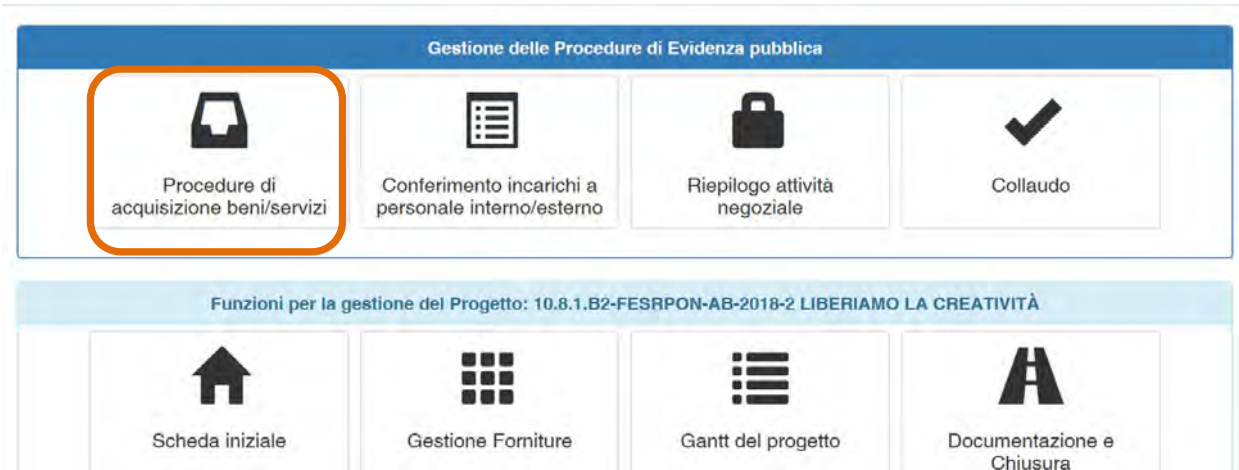 Gestione delle Procedure di Evidenza pubblica
Procedure di
acquisizione beni/servizi
Conferimento incarichi a
personale interno/esterno
Riepilogo attività
negoziale
Collaudo
Funzioni per la gestione del Progetto: 10.8.1.B2-FESRPON-AB-2018-2 LIBERIAMO LA CREATIVITÀ
Scheda iniziale
Gestione Forniture
Gantt del progetto
Documentazione e
Chiusura